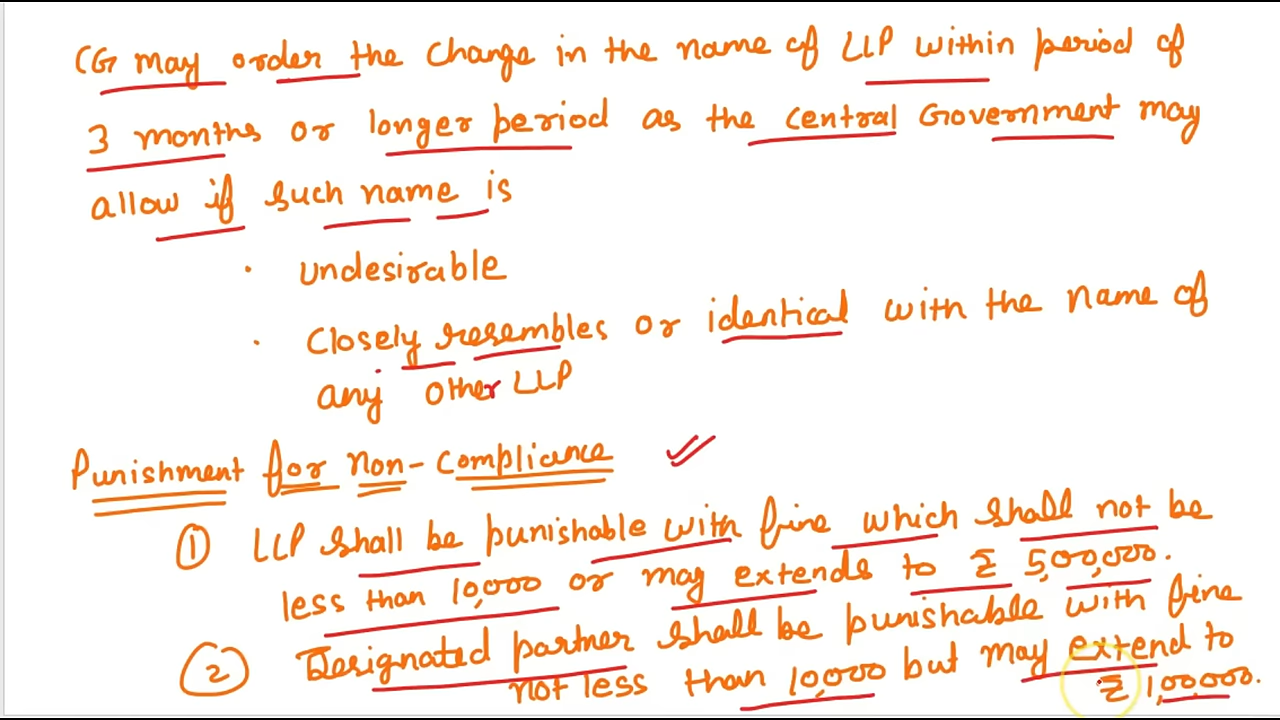 CG may order the change in the name of LLP within period of
3 months or longer period as the central Government may
allow if such name is
· undesirable
· Closely resembles or identical with the name of
any other LLP
Punishment for Non-Compliance
① LLP shall be punishable with fine which shall not be
less than 10,000 or may extends to ₹ 5,00,000.
② Designated partner shall be punishable with fine
not less than 10,000 but may extend to
₹ 1,00,000.